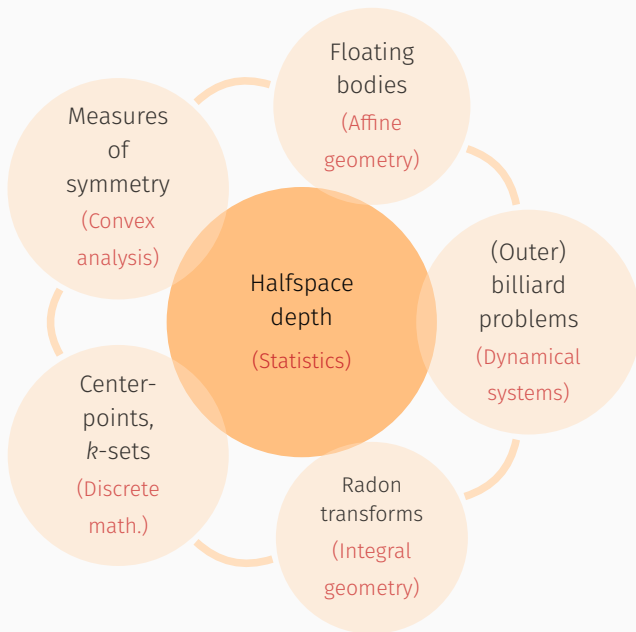 Floating
bodies
(Affine
geometry)
Measures
of
symmetry
(Convex
analysis)
(Outer)
billiard
problems
(Dynamical
systems)
Halfspace
depth
(Statistics)
Center-
points,
k-sets
(Discrete
math.)
Radon
transforms
(Integral
geometry)